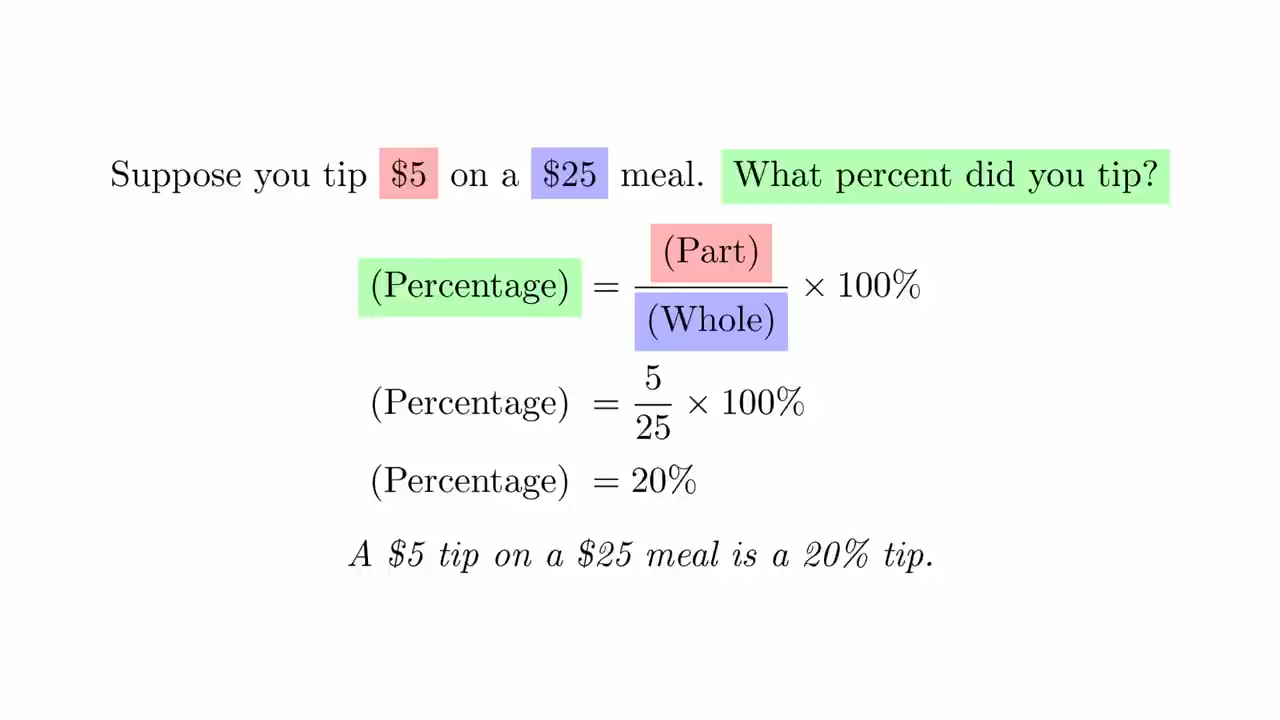 Suppose you tip $5 on a $25 meal. What percent did you tip?
(Percentage) = (Part) / (Whole) × 100%
(Percentage) = 5 / 25 × 100%
(Percentage) = 20%
A $5 tip on a $25 meal is a 20% tip.